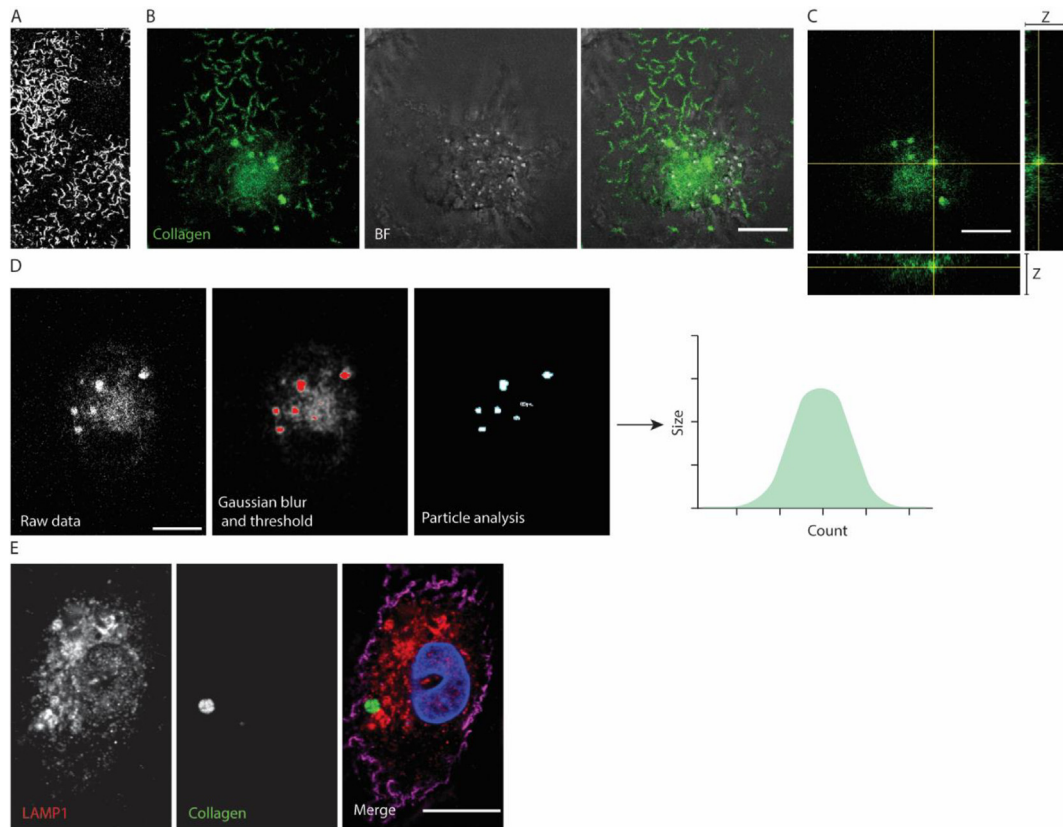 A
B
C
Z
Collagen
BF
Z
D
Raw data
Gaussian blur
and threshold
Particle analysis
Size
Count
E
LAMP1
Collagen
Merge